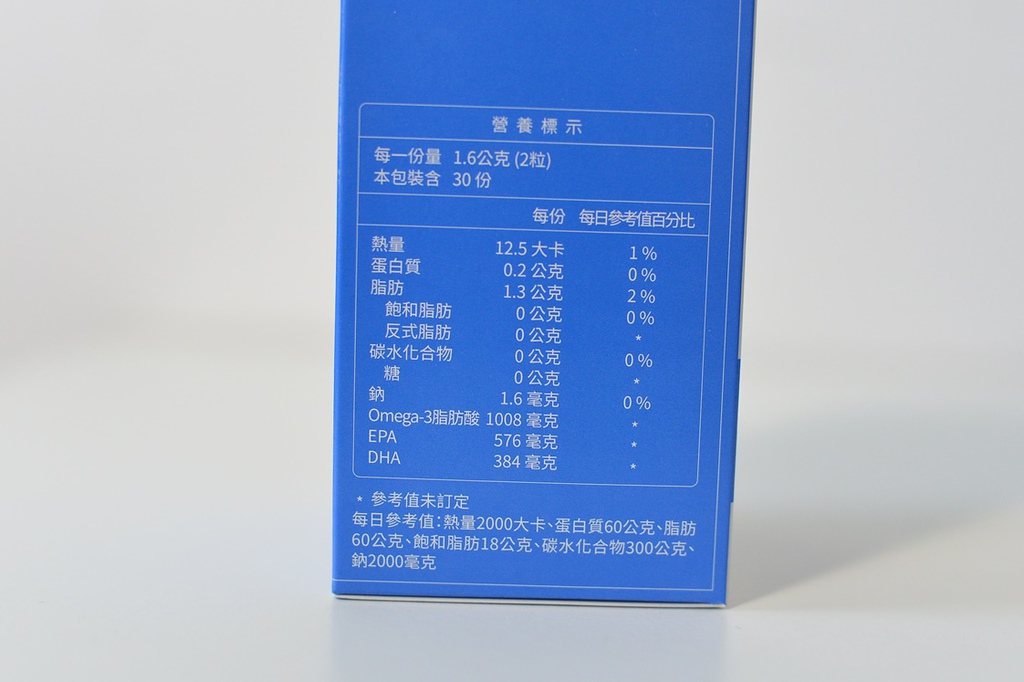 營養標示
每一份量 1.6公克 (2粒)
本包裝含 30 份
每份 每日參考值百分比
熱量 12.5 大卡 1 %
蛋白質 0.2 公克 0 %
脂肪 1.3 公克 2 %
飽和脂肪 0 公克 0 %
反式脂肪 0 公克 *
碳水化合物 0 公克 0 %
糖 0 公克 *
鈉 1.6 毫克 0 %
Omega-3脂肪酸 1008 毫克 *
EPA 576 毫克 *
DHA 384 毫克 *
* 參考值未訂定
每日參考值:熱量2000大卡、蛋白質60公克、脂肪
60公克、飽和脂肪18公克、碳水化合物300公克、
鈉2000毫克